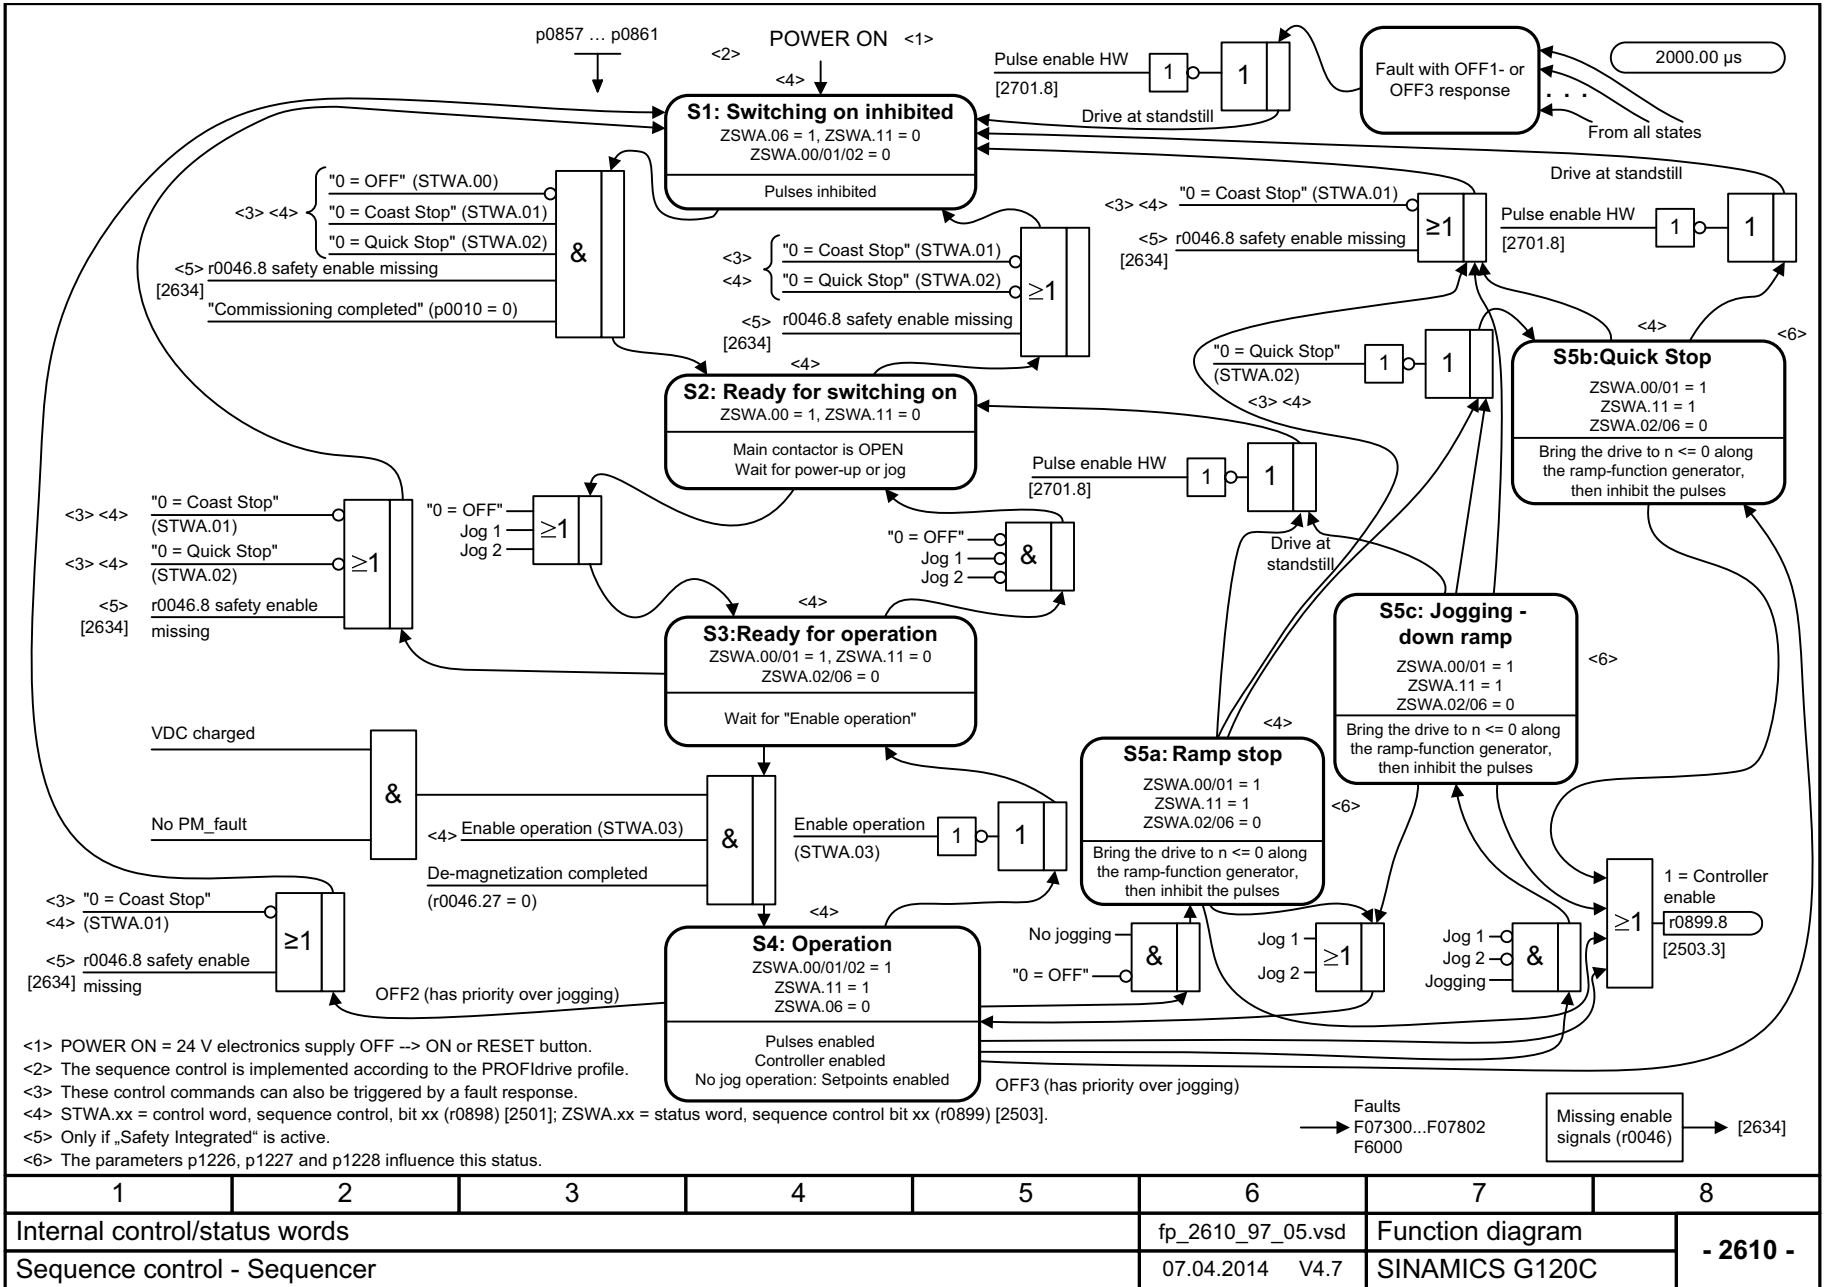 p0857 ... p0861
<2>
POWER ON <1>
<4>
S1: Switching on inhibited
ZSWA.06 = 1, ZSWA.11 = 0
ZSWA.00/01/02 = 0
Pulses inhibited
Pulse enable HW
[2701.8]
1
1
Drive at standstill
Fault with OFF1- or
OFF3 response
. . .
From all states
2000.00 µs
<3> <4>
"0 = OFF" (STWA.00)
"0 = Coast Stop" (STWA.01)
"0 = Quick Stop" (STWA.02)
<5> r0046.8 safety enable missing
[2634]
"Commissioning completed" (p0010 = 0)
&
<3>
<4>
"0 = Coast Stop" (STWA.01)
"0 = Quick Stop" (STWA.02)
<5> r0046.8 safety enable missing
[2634]
≥1
<3> <4> "0 = Coast Stop" (STWA.01)
<5> r0046.8 safety enable missing
[2634]
≥1
Drive at standstill
Pulse enable HW
[2701.8]
1
1
"0 = Quick Stop"
(STWA.02)
<3> <4>
1
1
<4>
<6>
S5b:Quick Stop
ZSWA.00/01 = 1
ZSWA.11 = 1
ZSWA.02/06 = 0
Bring the drive to n <= 0 along
the ramp-function generator,
then inhibit the pulses
<4>
S2: Ready for switching on
ZSWA.00 = 1, ZSWA.11 = 0
Main contactor is OPEN
Wait for power-up or jog
Pulse enable HW
[2701.8]
1
1
Drive at
standstill
<3> <4>
"0 = Coast Stop"
(STWA.01)
<3> <4>
"0 = Quick Stop"
(STWA.02)
<5>
[2634]
r0046.8 safety enable
missing
≥1
"0 = OFF"
Jog 1
Jog 2
≥1
"0 = OFF"
Jog 1
Jog 2
&
<4>
S3:Ready for operation
ZSWA.00/01 = 1, ZSWA.11 = 0
ZSWA.02/06 = 0
Wait for "Enable operation"
S5c: Jogging -
down ramp
ZSWA.00/01 = 1
ZSWA.11 = 1
ZSWA.02/06 = 0
Bring the drive to n <= 0 along
the ramp-function generator,
then inhibit the pulses
<6>
<4>
S5a: Ramp stop
ZSWA.00/01 = 1
ZSWA.11 = 1
ZSWA.02/06 = 0
Bring the drive to n <= 0 along
the ramp-function generator,
then inhibit the pulses
<6>
VDC charged
No PM_fault
&
<4> Enable operation (STWA.03)
De-magnetization completed
(r0046.27 = 0)
&
Enable operation
(STWA.03)
1
1
<3> "0 = Coast Stop"
<4> (STWA.01)
<5> r0046.8 safety enable
[2634] missing
≥1
OFF2 (has priority over jogging)
<4>
S4: Operation
ZSWA.00/01/02 = 1
ZSWA.11 = 1
ZSWA.06 = 0
Pulses enabled
Controller enabled
No jog operation: Setpoints enabled
No jogging
"0 = OFF"
&
Jog 1
Jog 2
≥1
Jog 1
Jog 2
Jogging
&
≥1
1 = Controller
enable
r0899.8
[2503.3]
OFF3 (has priority over jogging)
<1> POWER ON = 24 V electronics supply OFF --> ON or RESET button.
<2> The sequence control is implemented according to the PROFIdrive profile.
<3> These control commands can also be triggered by a fault response.
<4> STWA.xx = control word, sequence control, bit xx (r0898) [2501]; ZSWA.xx = status word, sequence control bit xx (r0899) [2503].
<5> Only if „Safety Integrated“ is active.
<6> The parameters p1226, p1227 and p1228 influence this status.
Faults
F07300...F07802
F6000
Missing enable
signals (r0046)
[2634]
1 2 3 4 5 6 7 8
Internal control/status words
fp_2610_97_05.vsd
Function diagram
- 2610 -
Sequence control - Sequencer
07.04.2014 V4.7
SINAMICS G120C